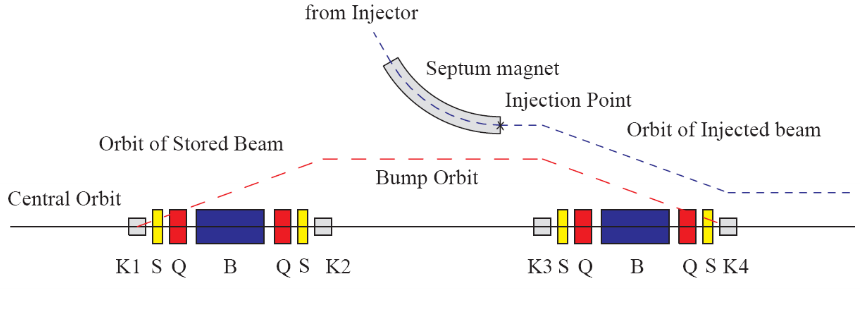 from Injector
Septum magnet
Injection Point
Orbit of Injected beam
Orbit of Stored Beam
Bump Orbit
Central Orbit
K1 S Q B Q S K2 K3 S Q B Q S K4